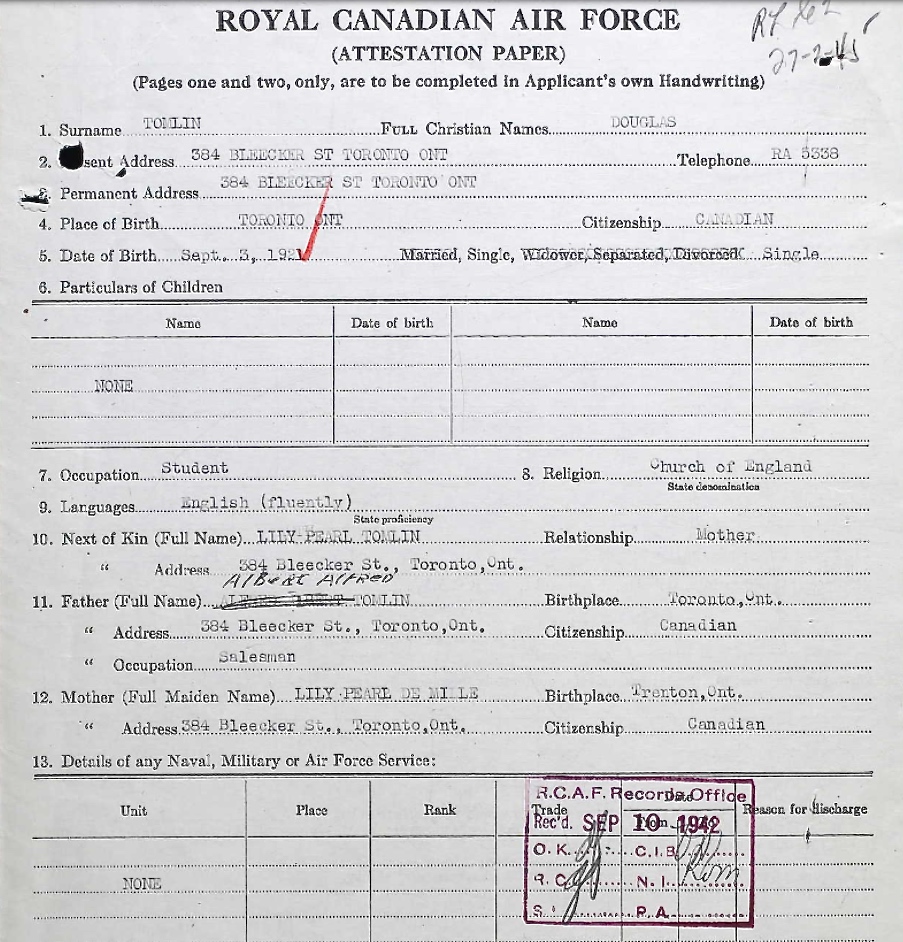 ROYAL CANADIAN AIR FORCE
(ATTESTATION PAPER)
27-2-45
(Pages one and two, only, are to be completed in Applicant's own Handwriting)
1. Surname TOMLIN FULL Christian Names DOUGLAS
2. sent Address 384 BLEECKER ST TORONTO ONT Telephone RA 5338
3. Permanent Address 384 BLEECKER ST TORONTO ONT
4. Place of Birth TORONTO ONT Citizenship CANADIAN
5. Date of Birth Sept. 3, 192 Married, Single, Widower, Separated, Divorced Single
6. Particulars of Children
Name Date of birth Name Date of birth
NONE
7. Occupation Student 8. Religion Church of England
State denomination
9. Languages English (fluently)
State proficiency
10. Next of Kin (Full Name) LILY PEARL TOMLIN Relationship Mother
" Address 384 Bleecker St., Toronto,Ont.
Albert Alfred
11. Father (Full Name) TOMLIN Birthplace Toronto,Ont.
" Address 384 Bleecker St., Toronto,Ont. Citizenship Canadian
" Occupation Salesman
12. Mother (Full Maiden Name) LILY PEARL DE MILLE Birthplace Trenton,Ont.
" Address 384 Bleecker St., Toronto,Ont. Citizenship Canadian
13. Details of any Naval, Military or Air Force Service:
R.C.A.F. Records Office
Unit Place Rank Trade Date Reason for discharge
Rec'd. SEP 10 1942
O.K. C.I.B.
NONE R.C. N.I.
S. P.A.